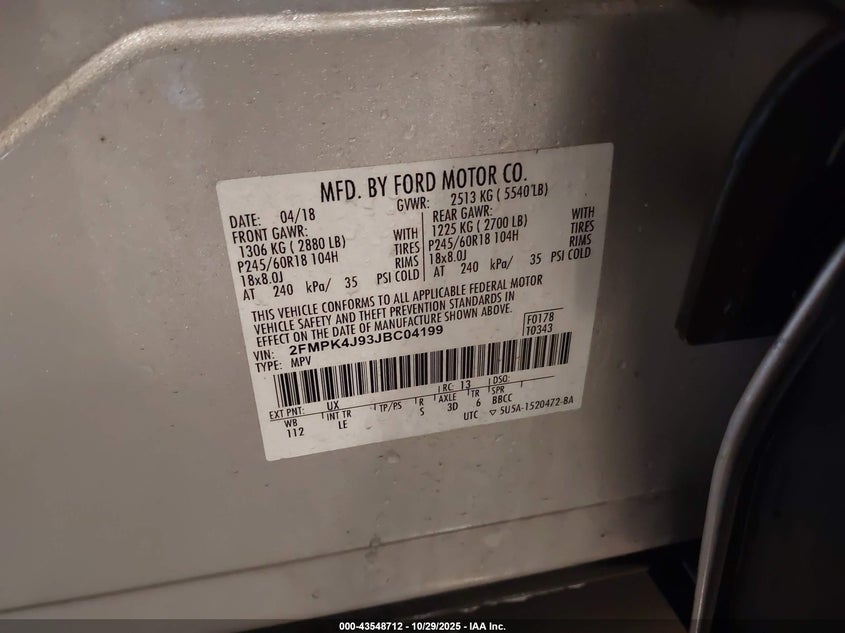 MFD. BY FORD MOTOR CO.
DATE: 04/18 GVWR: 2513 KG ( 5540 LB)
FRONT GAWR: REAR GAWR:
1306 KG ( 2880 LB) WITH 1225 KG ( 2700 LB) WITH
P245/60R18 104H TIRES P245/60R18 104H TIRES
18x8.0J RIMS 18x8.0J RIMS
AT 240 kPa/ 35 PSI COLD AT 240 kPa/ 35 PSI COLD
THIS VEHICLE CONFORMS TO ALL APPLICABLE FEDERAL MOTOR
VEHICLE SAFETY AND THEFT PREVENTION STANDARDS IN
EFFECT ON THE DATE OF MANUFACTURE SHOWN ABOVE.
VIN: 2FMPK4J93JBC04199 F0178
TYPE: MPV T0343
EXT PNT: UX RC: 13 DSO:
WB INT TR TP/PS R AXLE TR SPR
112 LE S 3D 6 BBCC
UTC ▽ 5U5A-1520472-BA
000-43548712 - 10/29/2025 - IAA Inc.